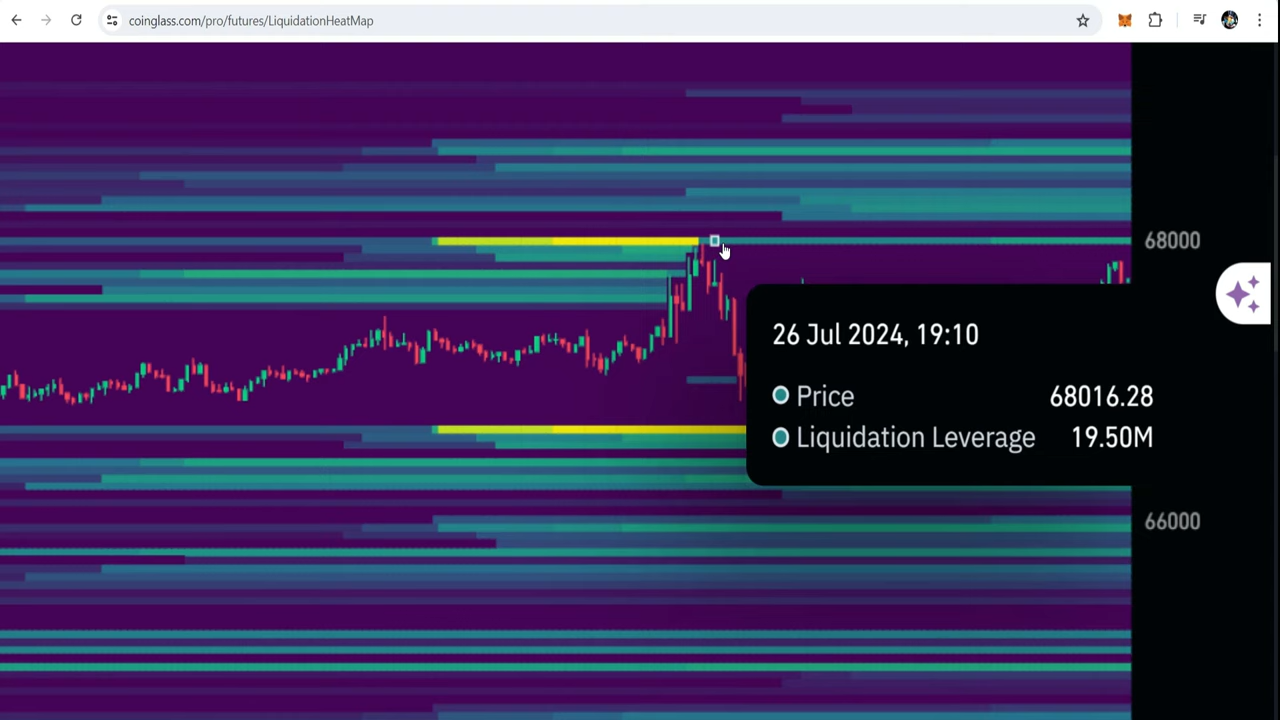 coinglass.com/pro/futures/LiquidationHeatMap
68000
26 Jul 2024, 19:10
Price 68016.28
Liquidation Leverage 19.50M
66000